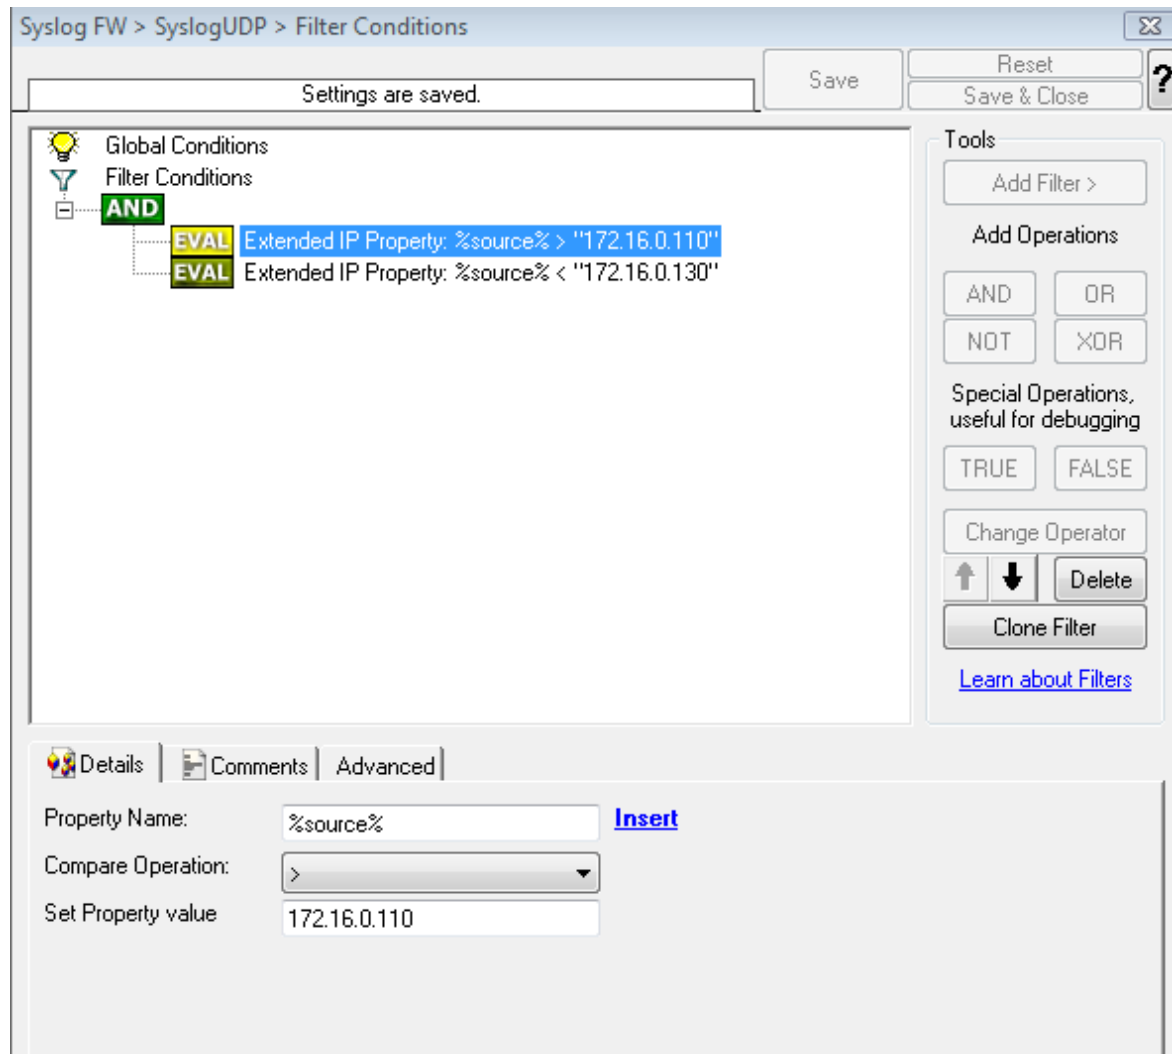 Syslog FW > SyslogUDP > Filter Conditions
Settings are saved.
Save
Reset
Save & Close
?
Global Conditions
Filter Conditions
AND
EVAL Extended IP Property: %source% > "172.16.0.110"
EVAL Extended IP Property: %source% < "172.16.0.130"
Tools
Add Filter >
Add Operations
AND
OR
NOT
XOR
Special Operations,
useful for debugging
TRUE
FALSE
Change Operator
Delete
Clone Filter
Learn about Filters
Details
Comments
Advanced
Property Name:
%source%
Insert
Compare Operation:
>
Set Property value
172.16.0.110